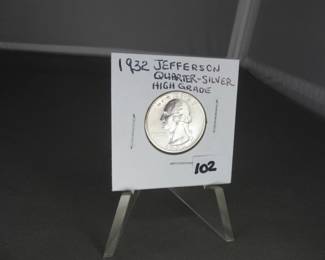 1932 JEFFERSON
QUARTER-SILVER
HIGH GRADE
102